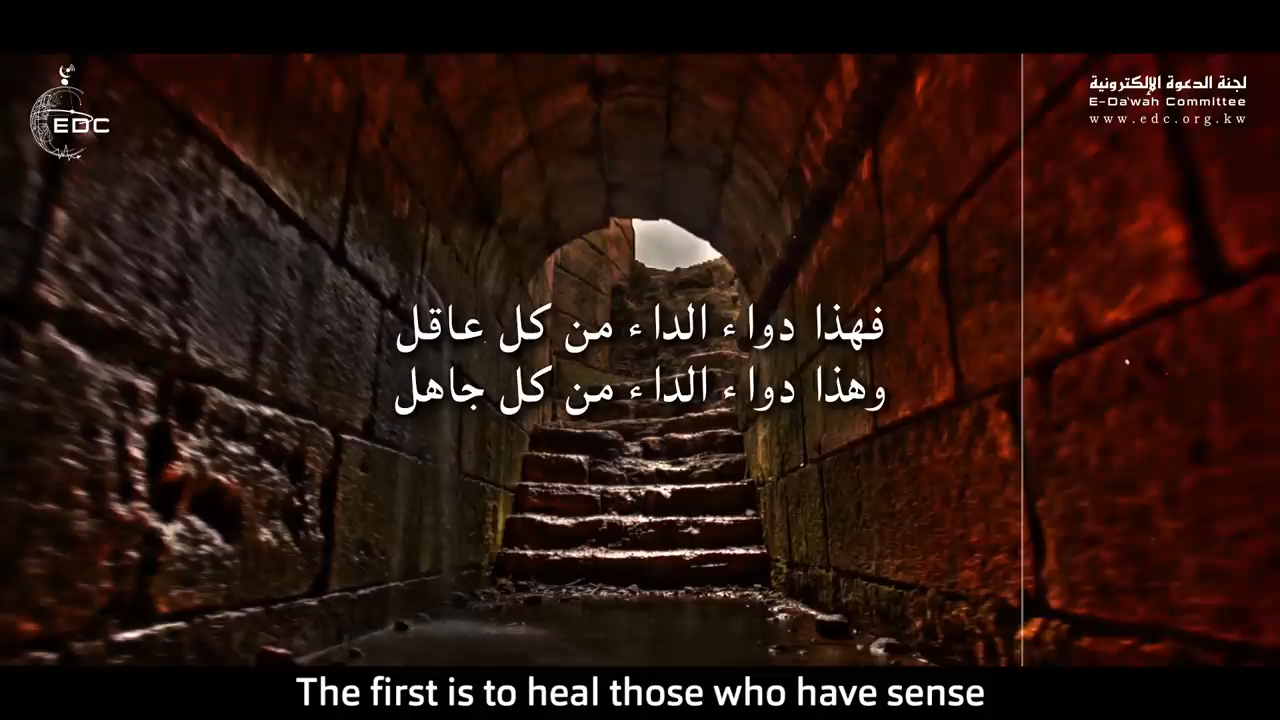 EDC
لجنة الدعوة الإلكترونية
E-Da'wah Committee
www.edc.org.kw
فهذا دواء الداء من كل عاقل
وهذا دواء الداء من كل جاهل
The first is to heal those who have sense